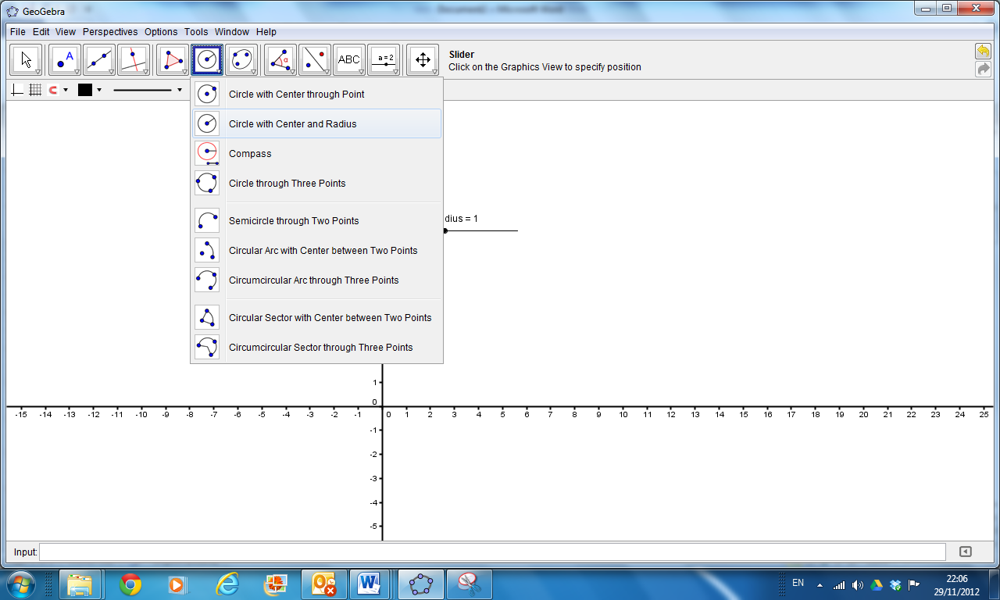 GeoGebra
File Edit View Perspectives Options Tools Window Help
A
α
ABC
a = 2
Slider
Click on the Graphics View to specify position
Circle with Center through Point
Circle with Center and Radius
Compass
Circle through Three Points
Semicircle through Two Points
Circular Arc with Center between Two Points
Circumcircular Arc through Three Points
Circular Sector with Center between Two Points
Circumcircular Sector through Three Points
dius = 1
1
0
-15 -14 -13 -12 -11 -10 -9 -8 -7 -6 -5 -4 -3 -2 -1 0 1 2 3 4 5 6 7 8 9 10 11 12 13 14 15 16 17 18 19 20 21 22 23 24 25
-1
-2
-3
-4
-5
Input:
EN
22:06
29/11/2012